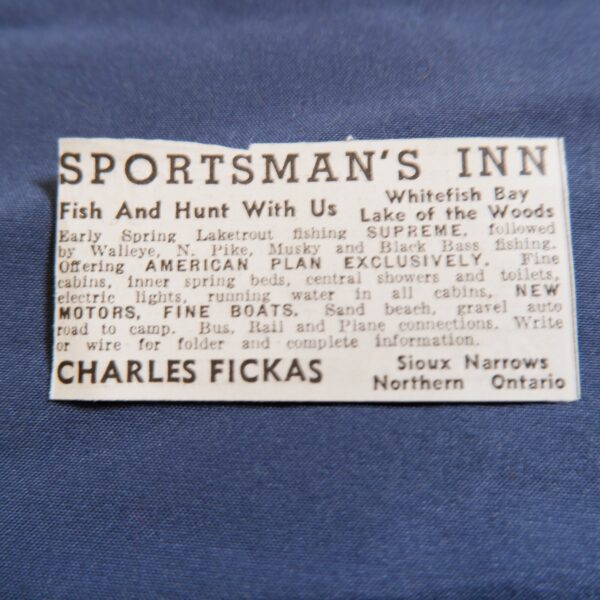 SPORTSMAN'S INN
Fish And Hunt With Us
Whitefish Bay
Lake of the Woods
Early Spring Laketrout fishing SUPREME, followed
by Walleye, N. Pike, Musky and Black Bass fishing.
Offering AMERICAN PLAN EXCLUSIVELY. Fine
cabins, inner spring beds, central showers and toilets,
electric lights, running water in all cabins, NEW
MOTORS, FINE BOATS. Sand beach, gravel auto
road to camp. Bus, Rail and Plane connections. Write
or wire for folder and complete information.
CHARLES FICKAS
Sioux Narrows
Northern Ontario